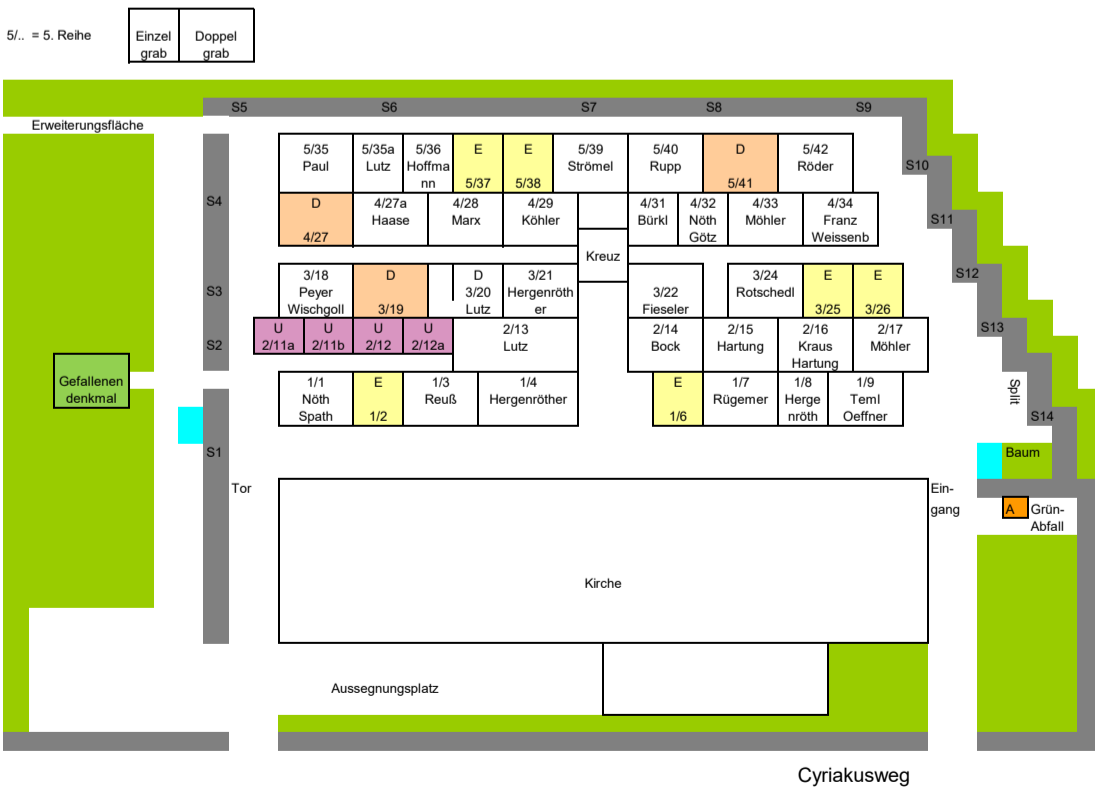 5/.. = 5. Reihe
Einzel
grab
Doppel
grab
S5
S6
S7
S8
S9
Erweiterungsfläche
5/35
Paul
5/35a
Lutz
5/36
Hoffma
nn
E
5/37
E
5/38
5/39
Strömel
5/40
Rupp
D
5/41
5/42
Röder
S10
S4
D
4/27
4/27a
Haase
4/28
Marx
4/29
Köhler
4/31
Bürkl
4/32
Nöth
Götz
4/33
Möhler
4/34
Franz
Weissenb
S11
Kreuz
S3
3/18
Peyer
Wischgoll
D
3/19
D
3/20
Lutz
3/21
Hergenröth
er
3/22
Fieseler
3/24
Rotschedl
E
3/25
E
3/26
S12
S13
S2
U
2/11a
U
2/11b
U
2/12
U
2/12a
2/13
Lutz
2/14
Bock
2/15
Hartung
2/16
Kraus
Hartung
2/17
Möhler
Gefallenen
denkmal
1/1
Nöth
Spath
E
1/2
1/3
Reuß
1/4
Hergenröther
E
1/6
1/7
Rügemer
1/8
Herge
nröth
1/9
Teml
Oeffner
Split
S14
S1
Baum
Tor
Ein-
gang
A
Grün-
Abfall
Kirche
Aussegnungsplatz
Cyriakusweg